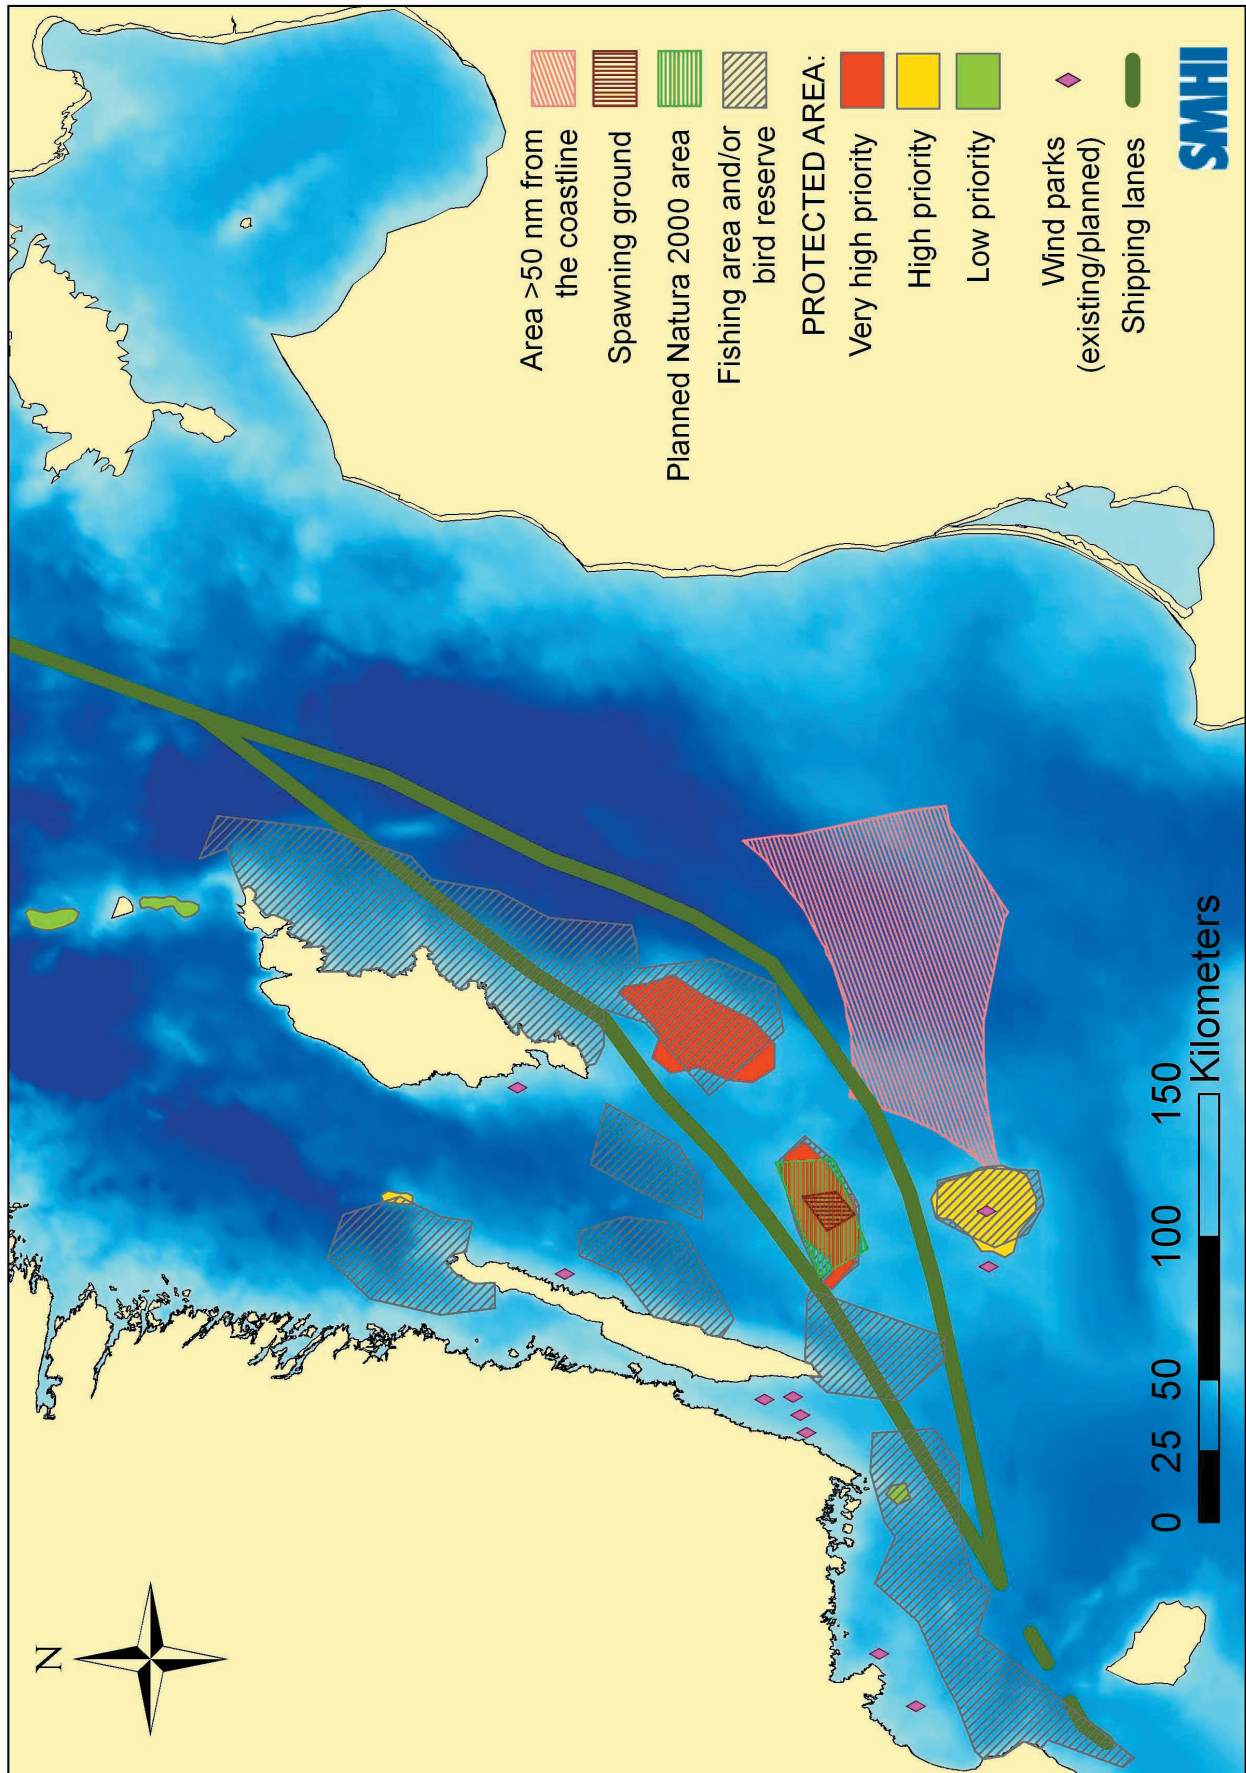 N
Area >50 nm from
the coastline
Spawning ground
Planned Natura 2000 area
Fishing area and/or
bird reserve
PROTECTED AREA:
Very high priority
High priority
Low priority
Wind parks
(existing/planned)
Shipping lanes
0 25 50 100 150
Kilometers
SMHI